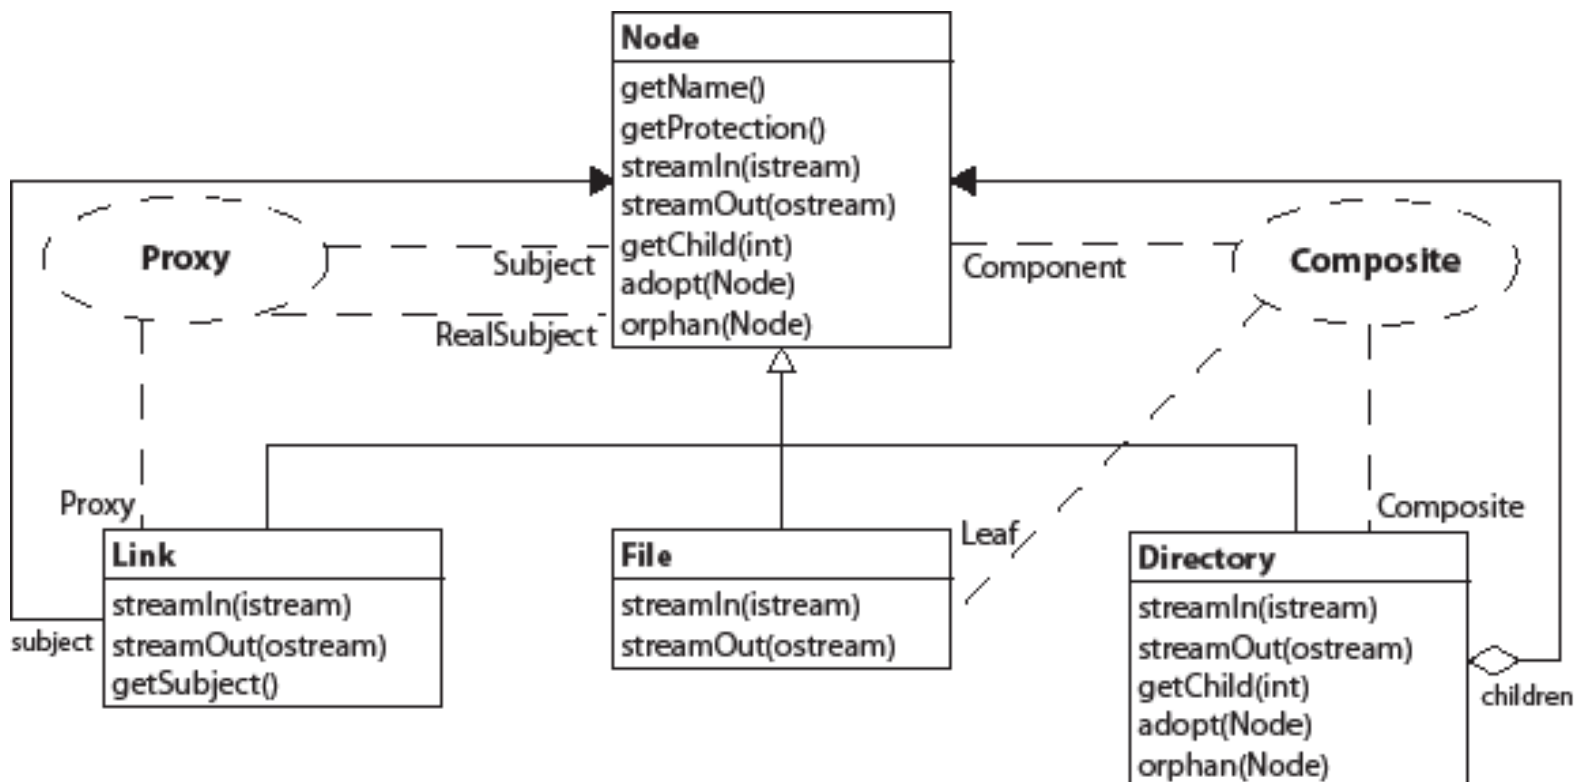 Node
getName()
getProtection()
streamIn(istream)
streamOut(ostream)
getChild(int)
adopt(Node)
orphan(Node)
Proxy
Subject
RealSubject
Component
Composite
Proxy
Leaf
Composite
subject
Link
streamIn(istream)
streamOut(ostream)
getSubject()
File
streamIn(istream)
streamOut(ostream)
Directory
streamIn(istream)
streamOut(ostream)
getChild(int)
adopt(Node)
orphan(Node)
children